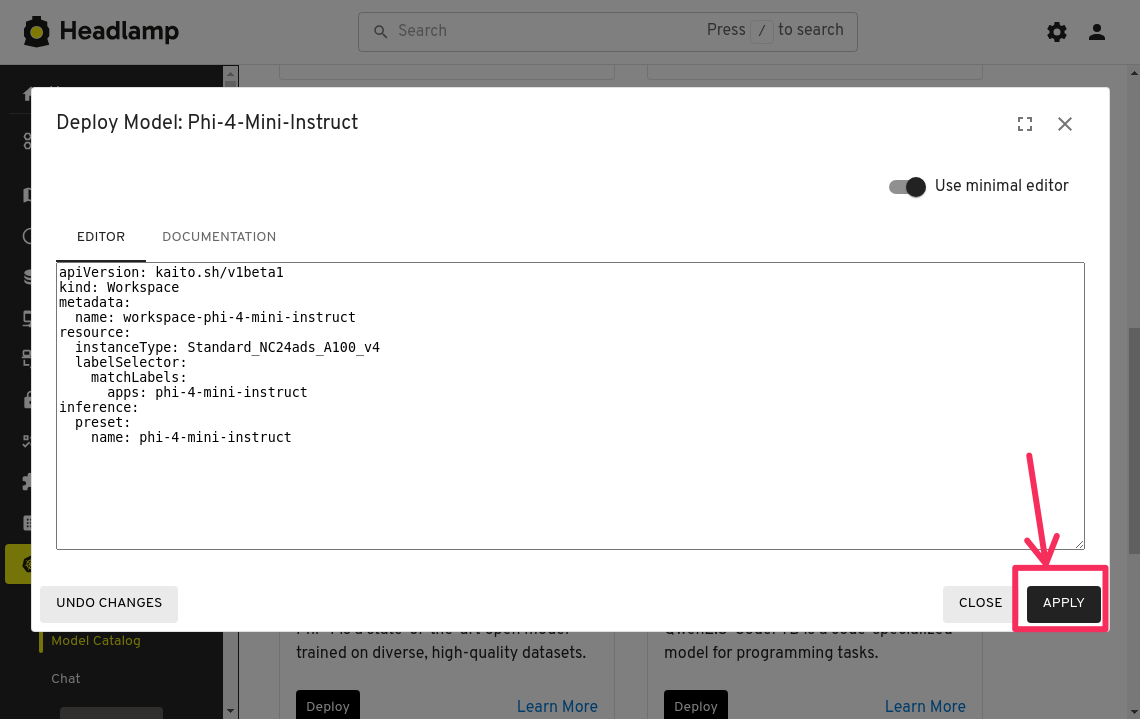 Headlamp
Search
Press / to search
Deploy Model: Phi-4-Mini-Instruct
Use minimal editor
EDITOR
DOCUMENTATION
apiVersion: kaito.sh/v1beta1
kind: Workspace
metadata:
  name: workspace-phi-4-mini-instruct
resource:
  instanceType: Standard_NC24ads_A100_v4
  labelSelector:
    matchLabels:
      apps: phi-4-mini-instruct
inference:
  preset:
    name: phi-4-mini-instruct
UNDO CHANGES
CLOSE
APPLY
Model Catalog
Chat
trained on diverse, high-quality datasets.
model for programming tasks.
Deploy
Learn More
Deploy
Learn More